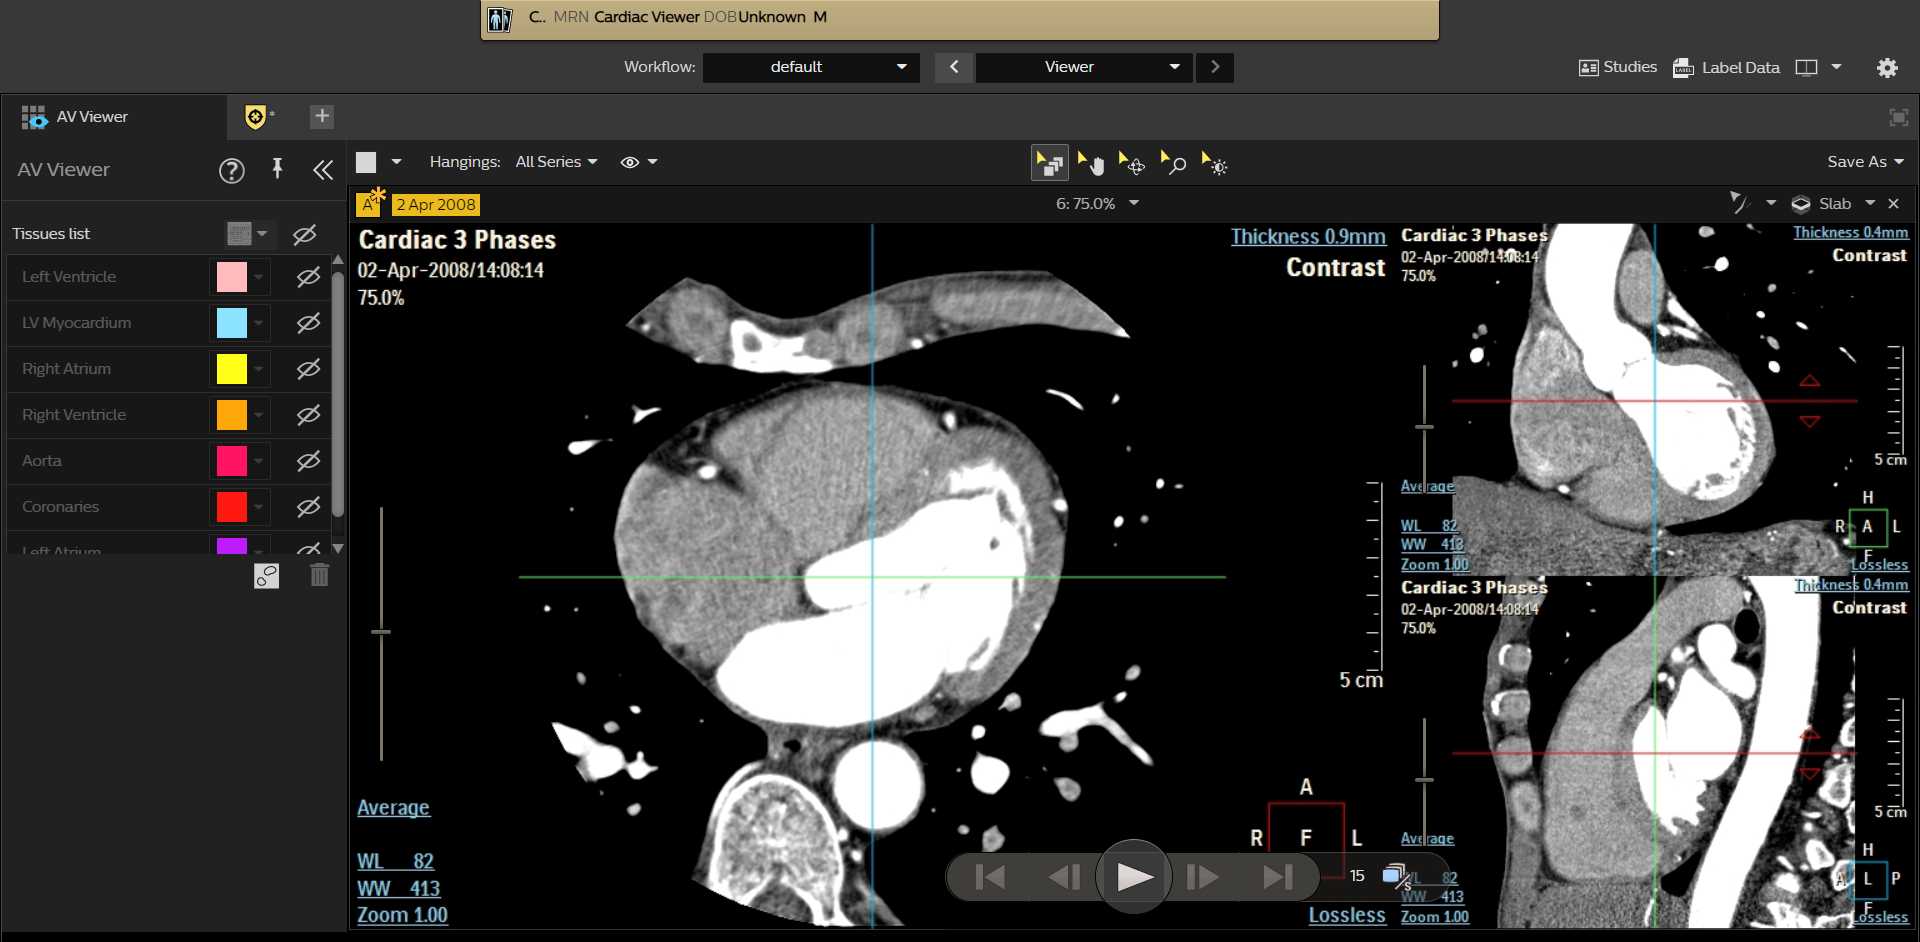 C.. MRN Cardiac Viewer DOB Unknown M
Workflow: default Viewer
Studies Label Data
AV Viewer
AV Viewer
Hangings: All Series
Save As
A 2 Apr 2008
6: 75.0%
Slab
Tissues list
Left Ventricle
LV Myocardium
Right Atrium
Right Ventricle
Aorta
Coronaries
Left Atrium
Cardiac 3 Phases
02-Apr-2008/14:08:14
75.0%
Thickness 0.9mm
Contrast
5 cm
Average
WL 82
WW 413
Zoom 1.00
A
R F L
15
Lossless
Cardiac 3 Phases
02-Apr-2008/14:08:14
75.0%
Thickness 0.4mm
Contrast
5 cm
Average
WL 82
WW 413
Zoom 1.00
H
R A L
F
Lossless
Cardiac 3 Phases
02-Apr-2008/14:08:14
75.0%
Thickness 0.4mm
Contrast
5 cm
Average
WL 82
WW 413
Zoom 1.00
H
A L P
F
Lossless